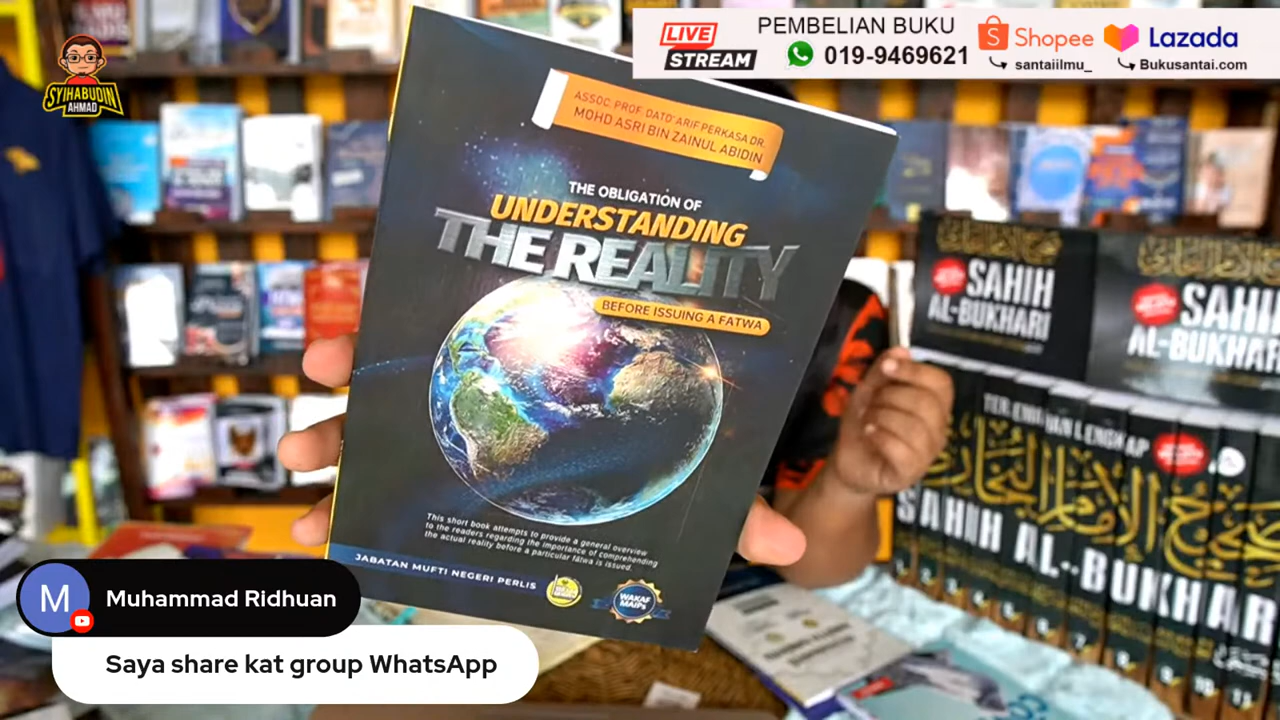 SYIHABUDIN
AHMAD
LIVE
STREAM
PEMBELIAN BUKU
019-9469621
Shopee
santaiilmu_
Lazada
Bukusantai.com
ASSOC. PROF. DATO' ARIF PERKASA DR.
MOHD ASRI BIN ZAINUL ABIDIN
THE OBLIGATION OF
UNDERSTANDING
THE REALITY
BEFORE ISSUING A FATWA
This short book attempts to provide a general overview
to the readers regarding the importance of comprehending
the actual reality before a particular fatwa is issued.
JABATAN MUFTI NEGERI PERLIS
WAKAF
MAIPs
SAHIH
AL-BUKHARI
SAHIH
AL-BUKHAR
LENGKAP
SAHIH AL-BUKHAR
M
Muhammad Ridhuan
Saya share kat group WhatsApp